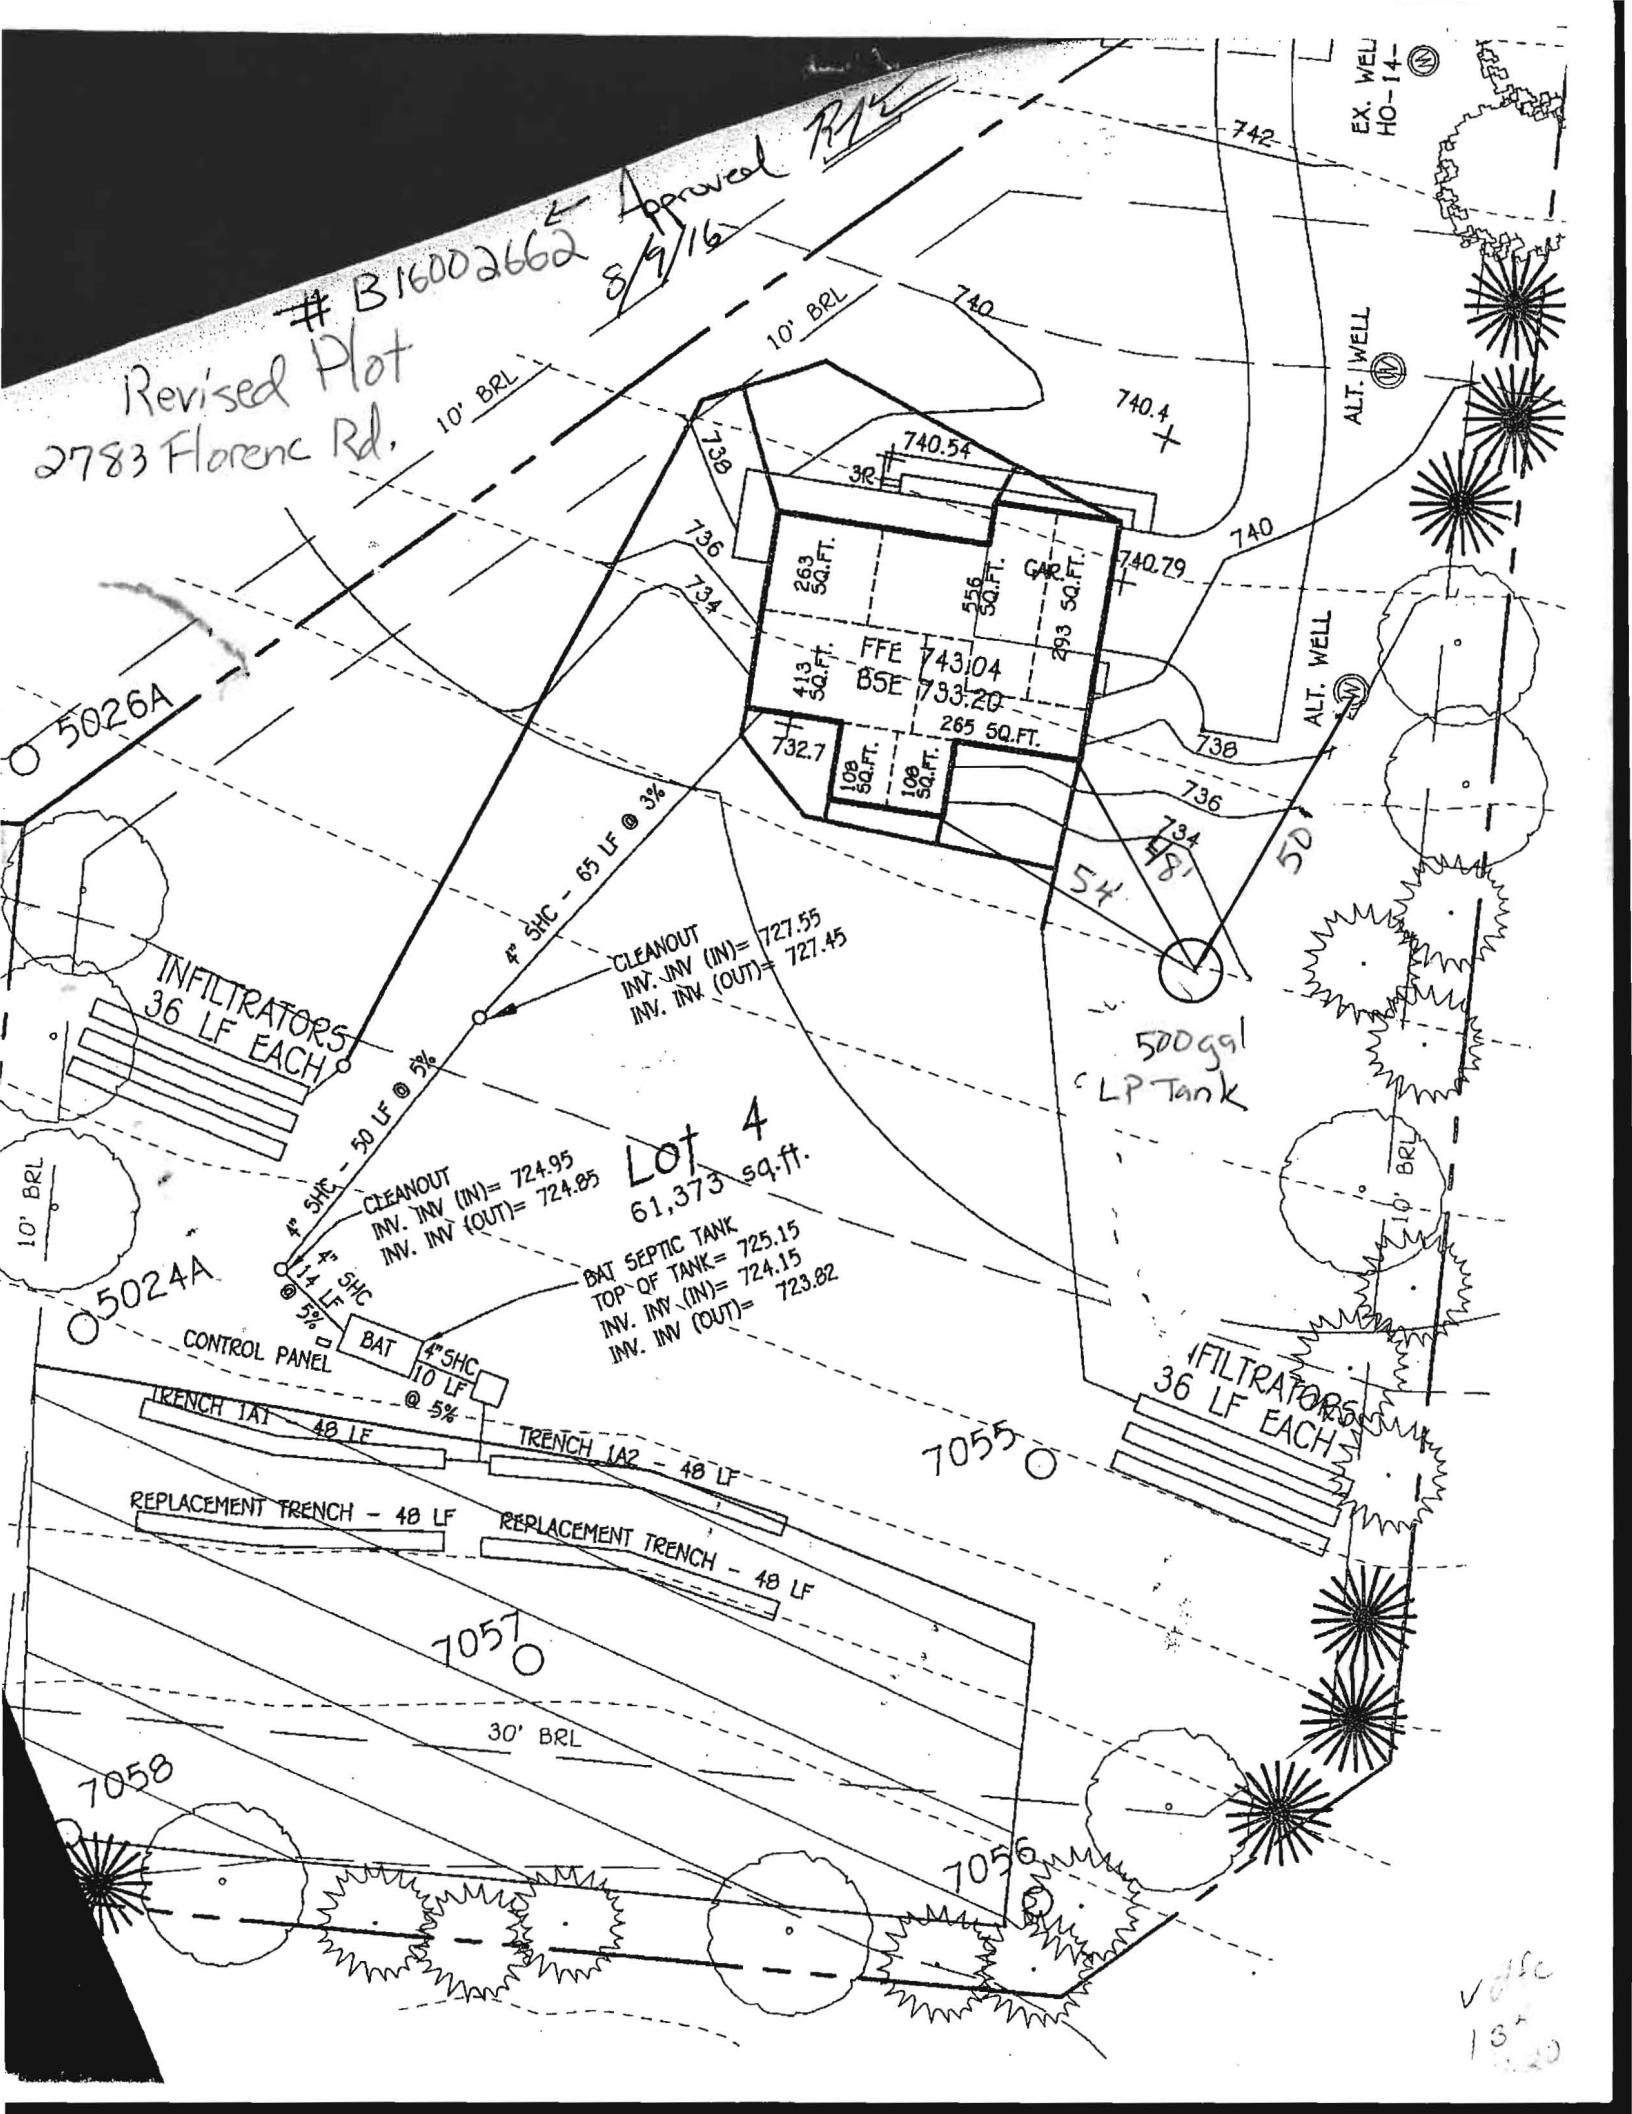 EX. WELL
HO-14-
W
742
← Approved
8/9/16
# B16002662
Revised Plot
2783 Florenc Rd.
10' BRL
10' BRL
740
ALT. WELL
W
740.4
740.54
3R
738
736
734
740
740.79
263
SQ.FT.
556
SQ.FT.
GAR.
293 SQ.FT.
413
SQ.FT.
FFE 743.04
BSE 733.20
265 SQ.FT.
732.7
108
SQ.FT.
108
SQ.FT.
ALT. WELL
W
738
736
734
48'
54'
50
5026A
4" SHC - 65 LF @ 3%
CLEANOUT
INV. INV (IN)= 727.55
INV. INV (OUT)= 727.45
INFILTRATORS
36 LF EACH
500 gal
LP Tank
4" SHC - 50 LF @ 5%
Lot 4
61,373 sq.ft.
CLEANOUT
INV. INV (IN)= 724.95
INV. INV (OUT)= 724.85
10' BRL
10' BRL
BAT SEPTIC TANK
TOP OF TANK= 725.15
INV. INV (IN)= 724.15
INV. INV (OUT)= 723.82
5024A
4" SHC
14 LF
@ 5%
CONTROL PANEL
BAT
4"SHC
10 LF
@ 5%
TRENCH 1A1 - 48 LF
TRENCH 1A2 - 48 LF
7055
IFILTRATORS
36 LF EACH
REPLACEMENT TRENCH - 48 LF
REPLACEMENT TRENCH - 48 LF
7057
30' BRL
7058
7056